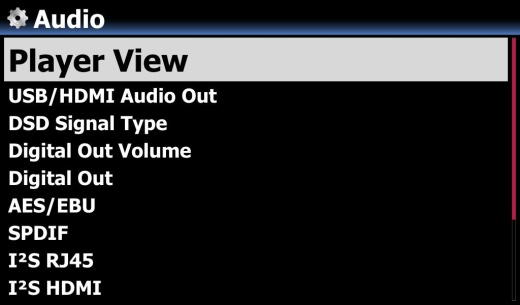 Audio
Player View
USB/HDMI Audio Out
DSD Signal Type
Digital Out Volume
Digital Out
AES/EBU
SPDIF
I²S RJ45
I²S HDMI